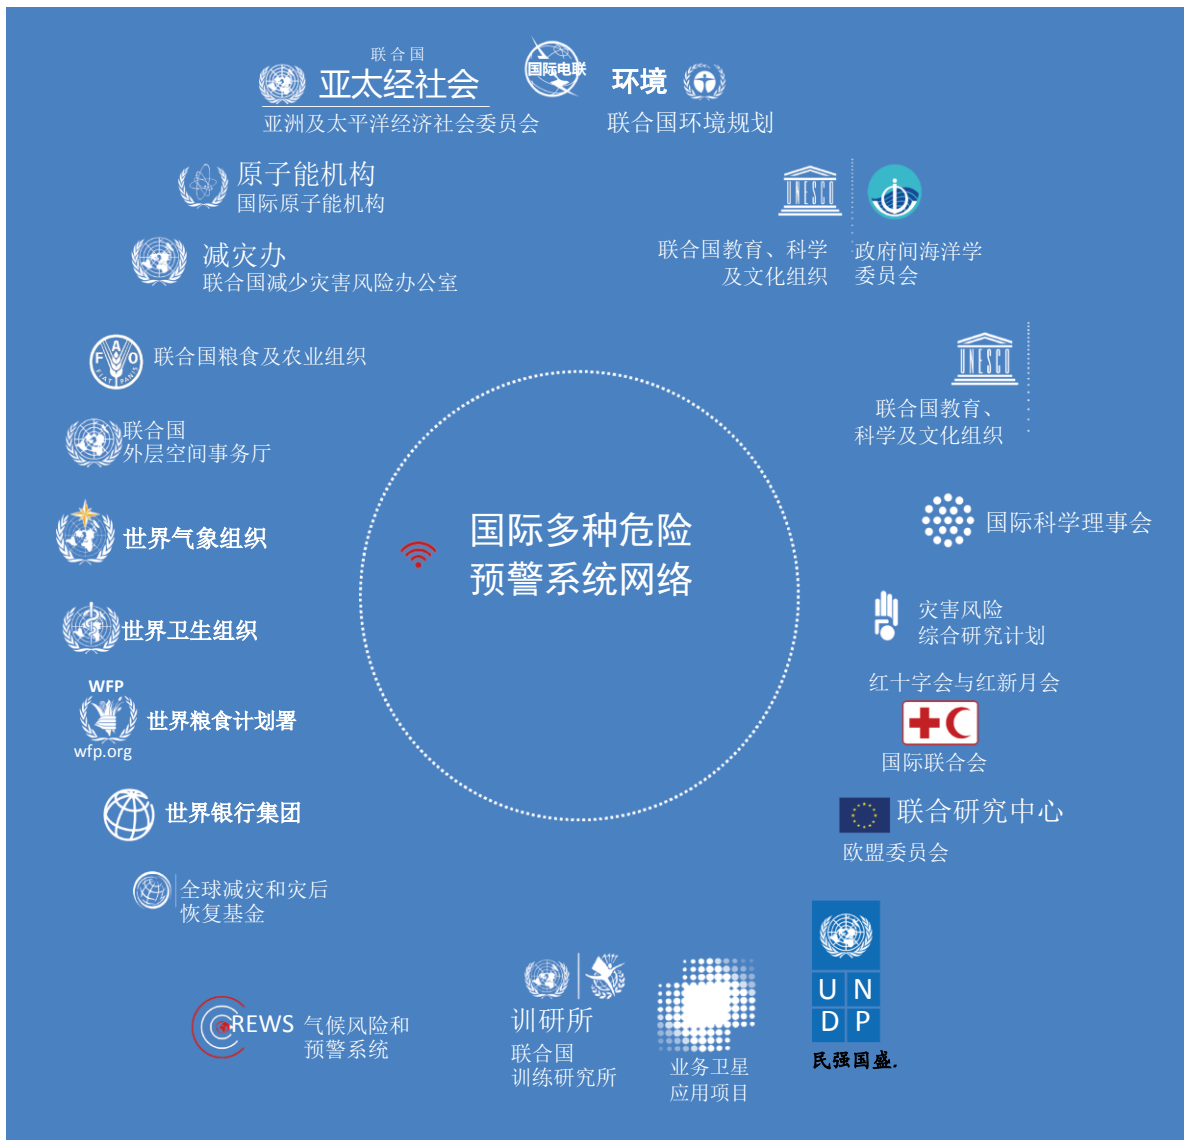 联合国
亚太经社会
亚洲及太平洋经济社会委员会
国际电联
环境
联合国环境规划
原子能机构
国际原子能机构
UNESCO
联合国教育、科学
及文化组织
政府间海洋学
委员会
减灾办
联合国减少灾害风险办公室
FAO
FIAT PANIS
联合国粮食及农业组织
UNESCO
联合国教育、
科学及文化组织
联合国
外层空间事务厅
国际多种危险
预警系统网络
国际科学理事会
世界气象组织
世界卫生组织
灾害风险
综合研究计划
WFP
wfp.org
世界粮食计划署
红十字会与红新月会
国际联合会
世界银行集团
联合研究中心
欧盟委员会
全球减灾和灾后
恢复基金
CREWS
气候风险和
预警系统
训研所
联合国
训练研究所
业务卫星
应用项目
UN
DP
民强国盛.